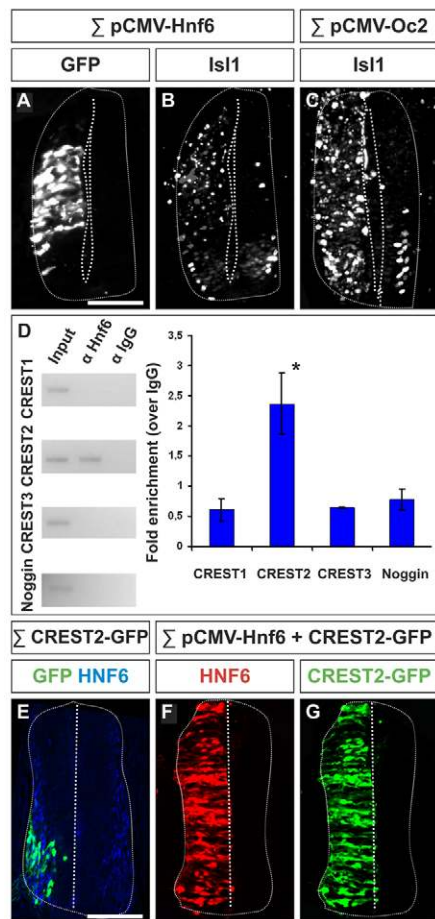 ∑ pCMV-Hnf6
∑ pCMV-Oc2
GFP
Isl1
Isl1
A
B
C
D
Input
α Hnf6
α IgG
CREST1
CREST2
CREST3
Noggin
Fold enrichment (over IgG)
3,5
3
2,5
2
1,5
1
0,5
0
*
CREST1
CREST2
CREST3
Noggin
∑ CREST2-GFP
∑ pCMV-Hnf6 + CREST2-GFP
GFP HNF6
HNF6
CREST2-GFP
E
F
G